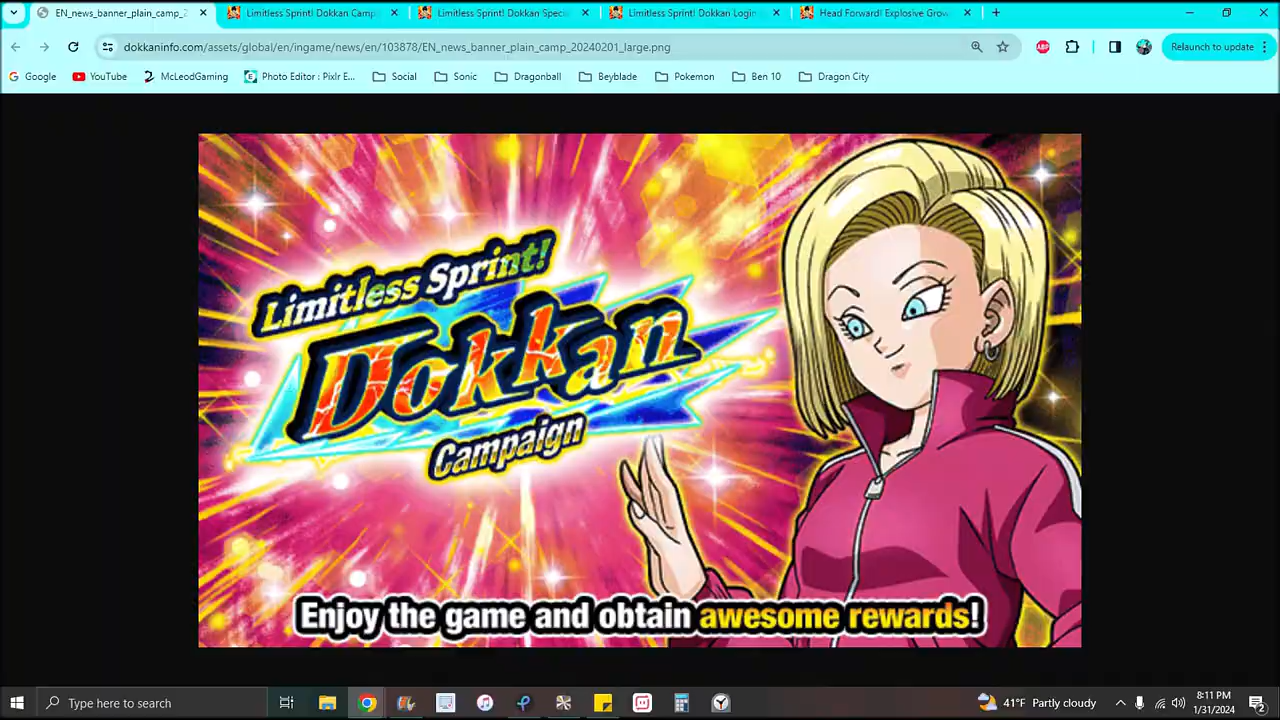 EN_news_banner_plain_camp_2
Limitless Sprint! Dokkan Camp
Limitless Sprint! Dokkan Speci
Limitless Sprint! Dokkan Login
Head Forward! Explosive Grow
dokkaninfo.com/assets/global/en/ingame/news/en/103878/EN_news_banner_plain_camp_20240201_large.png
ABP
Relaunch to update
Google
YouTube
McLeodGaming
Photo Editor : Pixlr E...
Social
Sonic
Dragonball
Beyblade
Pokemon
Ben 10
Dragon City
Limitless Sprint!
Dokkan
Campaign
Enjoy the game and obtain awesome rewards!
Type here to search
41°F Partly cloudy
8:11 PM
1/31/2024
2